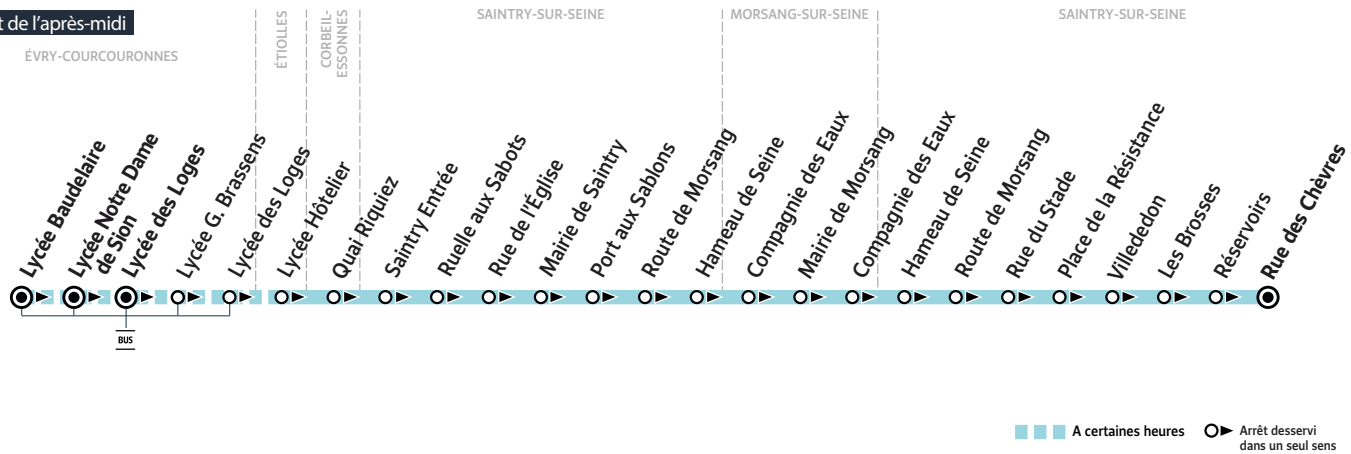 t de l'après-midi
ÉVRY-COURCOURONNES
ÉTIOLLES
CORBEIL-
ESSONNES
SAINTRY-SUR-SEINE
MORSANG-SUR-SEINE
SAINTRY-SUR-SEINE
Lycée Baudelaire
Lycée Notre Dame
de Sion
Lycée des Loges
Lycée G. Brassens
Lycée des Loges
Lycée Hôtelier
Quai Riquiez
Saintry Entrée
Ruelle aux Sabots
Rue de l'Église
Mairie de Saintry
Port aux Sablons
Route de Morsang
Hameau de Seine
Compagnie des Eaux
Mairie de Morsang
Compagnie des Eaux
Hameau de Seine
Route de Morsang
Rue du Stade
Place de la Résistance
Villededon
Les Brosses
Réservoirs
Rue des Chèvres
BUS
A certaines heures
Arrêt desservi
dans un seul sens